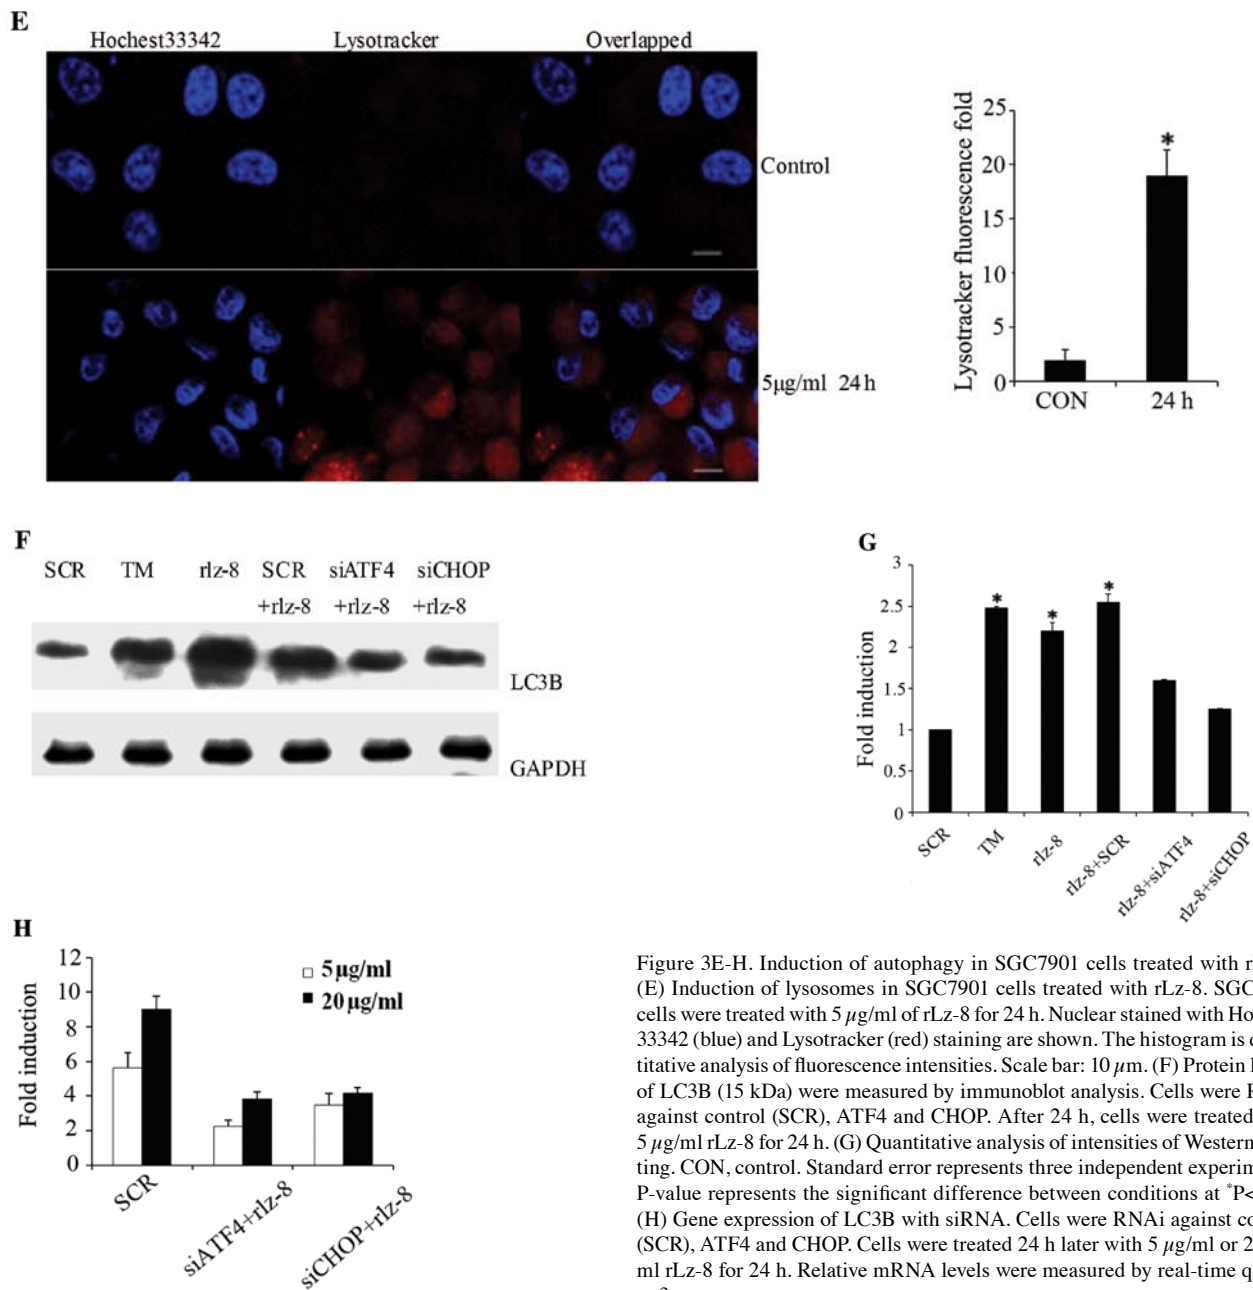 E
Hochest33342 Lysotracker Overlapped
Control
5µg/ml 24 h
Lysotracker fluorescence fold
25
20
15
10
5
0
CON 24 h
*
F
SCR TM rlz-8 SCR siATF4 siCHOP
+rlz-8 +rlz-8 +rlz-8
LC3B
GAPDH
G
Fold induction
3
2.5
2
1.5
1
0.5
0
* * *
SCR TM rlz-8 rlz-8+SCR rlz-8+siATF4 rlz-8+siCHOP
H
Fold induction
12
10
8
6
4
2
0
5µg/ml
20µg/ml
SCR siATF4+rlz-8 siCHOP+rlz-8
Figure 3E-H. Induction of autophagy in SGC7901 cells treated with
(E) Induction of lysosomes in SGC7901 cells treated with rLz-8. SGC
cells were treated with 5 µg/ml of rLz-8 for 24 h. Nuclear stained with Ho
33342 (blue) and Lysotracker (red) staining are shown. The histogram is
titative analysis of fluorescence intensities. Scale bar: 10 µm. (F) Protein
of LC3B (15 kDa) were measured by immunoblot analysis. Cells were
against control (SCR), ATF4 and CHOP. After 24 h, cells were treated
5 µg/ml rLz-8 for 24 h. (G) Quantitative analysis of intensities of Western
ting. CON, control. Standard error represents three independent experim
P-value represents the significant difference between conditions at *P<
(H) Gene expression of LC3B with siRNA. Cells were RNAi against co
(SCR), ATF4 and CHOP. Cells were treated 24 h later with 5 µg/ml or 2
ml rLz-8 for 24 h. Relative mRNA levels were measured by real-time q